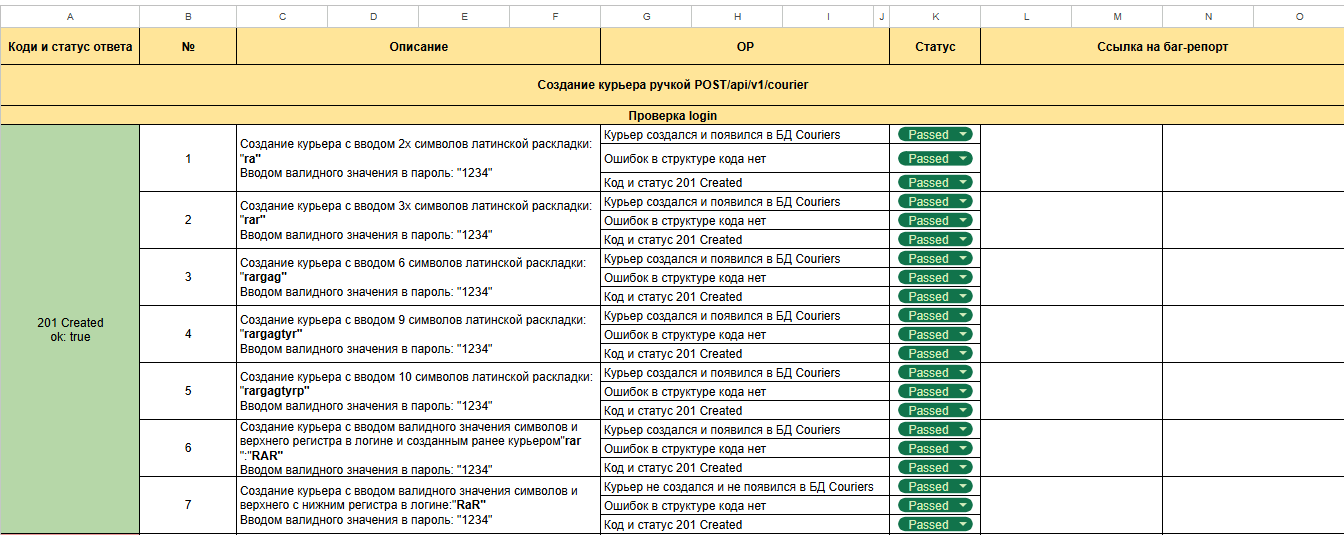 A B C D E F G H I J K L M N O
Коди и статус ответа № Описание ОР Статус Ссылка на баг-репорт
Создание курьера ручкой POST/api/v1/courier
Проверка login
201 Created
ok: true
1
Создание курьера с вводом 2х символов латинской раскладки:
"ra"
Вводом валидного значения в пароль: "1234"
Курьер создался и появился в БД Couriers Passed
Ошибок в структуре кода нет Passed
Код и статус 201 Created Passed
2
Создание курьера с вводом 3х символов латинской раскладки:
"rar"
Вводом валидного значения в пароль: "1234"
Курьер создался и появился в БД Couriers Passed
Ошибок в структуре кода нет Passed
Код и статус 201 Created Passed
3
Создание курьера с вводом 6 символов латинской раскладки:
"rargag"
Вводом валидного значения в пароль: "1234"
Курьер создался и появился в БД Couriers Passed
Ошибок в структуре кода нет Passed
Код и статус 201 Created Passed
4
Создание курьера с вводом 9 символов латинской раскладки:
"rargagtyr"
Вводом валидного значения в пароль: "1234"
Курьер создался и появился в БД Couriers Passed
Ошибок в структуре кода нет Passed
Код и статус 201 Created Passed
5
Создание курьера с вводом 10 символов латинской раскладки:
"rargagtyrp"
Вводом валидного значения в пароль: "1234"
Курьер создался и появился в БД Couriers Passed
Ошибок в структуре кода нет Passed
Код и статус 201 Created Passed
6
Создание курьера с вводом валидного значения символов и
верхнего регистра в логине и созданным ранее курьером"rar
":"RAR"
Вводом валидного значения в пароль: "1234"
Курьер создался и появился в БД Couriers Passed
Ошибок в структуре кода нет Passed
Код и статус 201 Created Passed
7
Создание курьера с вводом валидного значения символов и
верхнего с нижним регистра в логине:"RaR"
Вводом валидного значения в пароль: "1234"
Курьер не создался и не появился в БД Couriers Passed
Ошибок в структуре кода нет Passed
Код и статус 201 Created Passed